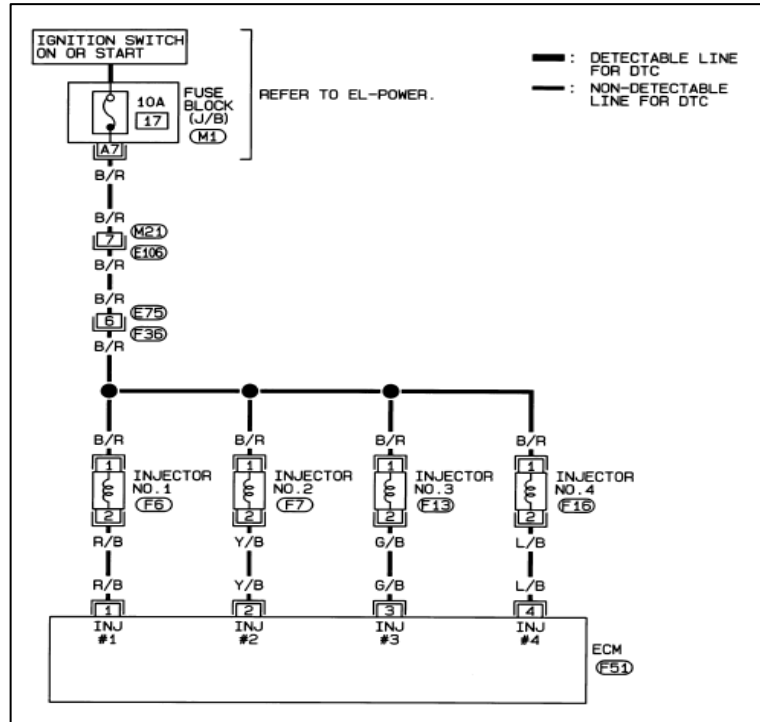 IGNITION SWITCH
ON OR START
10A
17
FUSE
BLOCK
(J/B)
M1
REFER TO EL-POWER.
: DETECTABLE LINE
FOR DTC
: NON-DETECTABLE
LINE FOR DTC
A7
B/R
B/R
7
M21
E106
B/R
B/R
6
E75
F36
B/R
B/R B/R B/R B/R
1 1 1 1
INJECTOR
NO.1
F6
INJECTOR
NO.2
F7
INJECTOR
NO.3
F13
INJECTOR
NO.4
F16
2 2 2 2
R/B Y/B G/B L/B
R/B Y/B G/B L/B
1 2 3 4
INJ INJ INJ INJ
#1 #2 #3 #4
ECM
F51